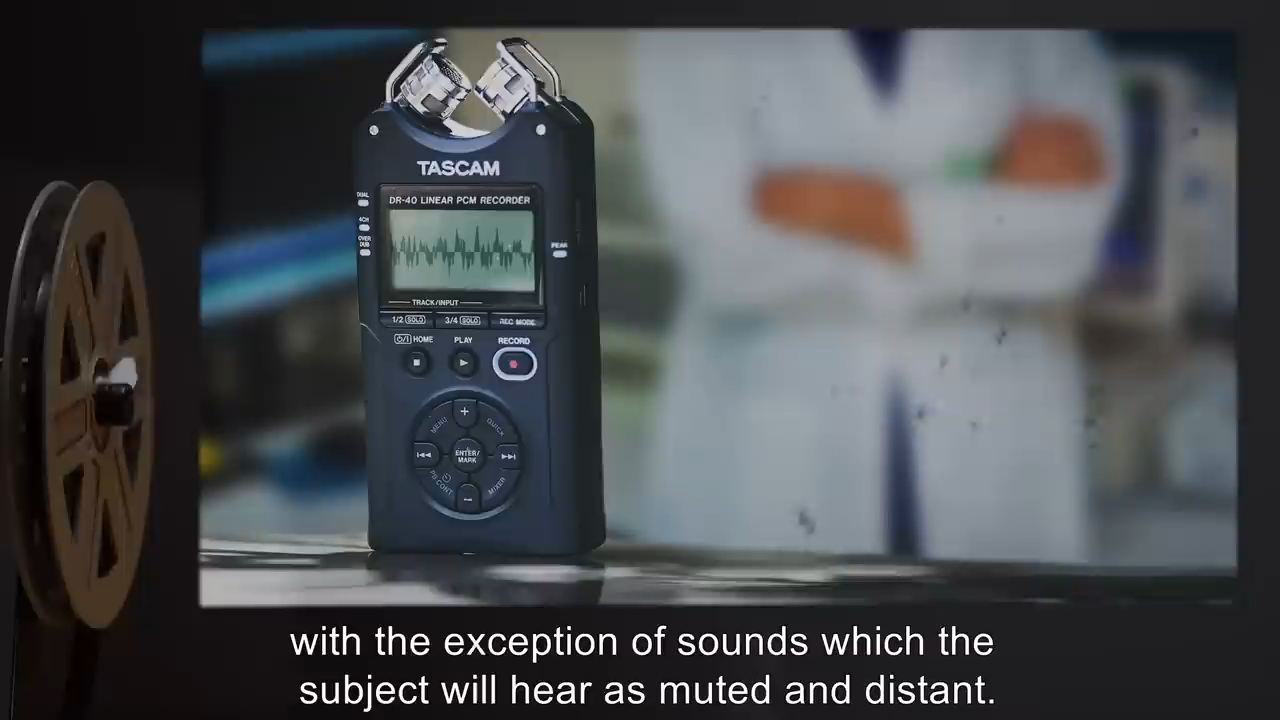 TASCAM
DR-40 LINEAR PCM RECORDER
DUAL
4CH
OVER
DUB
PEAK
TRACK/INPUT
1/2 SOLO 3/4 SOLO REC MODE
HOME PLAY RECORD
MENU + QUICK
ENTER/
MARK
PB CONT - MIXER
with the exception of sounds which the
subject will hear as muted and distant.